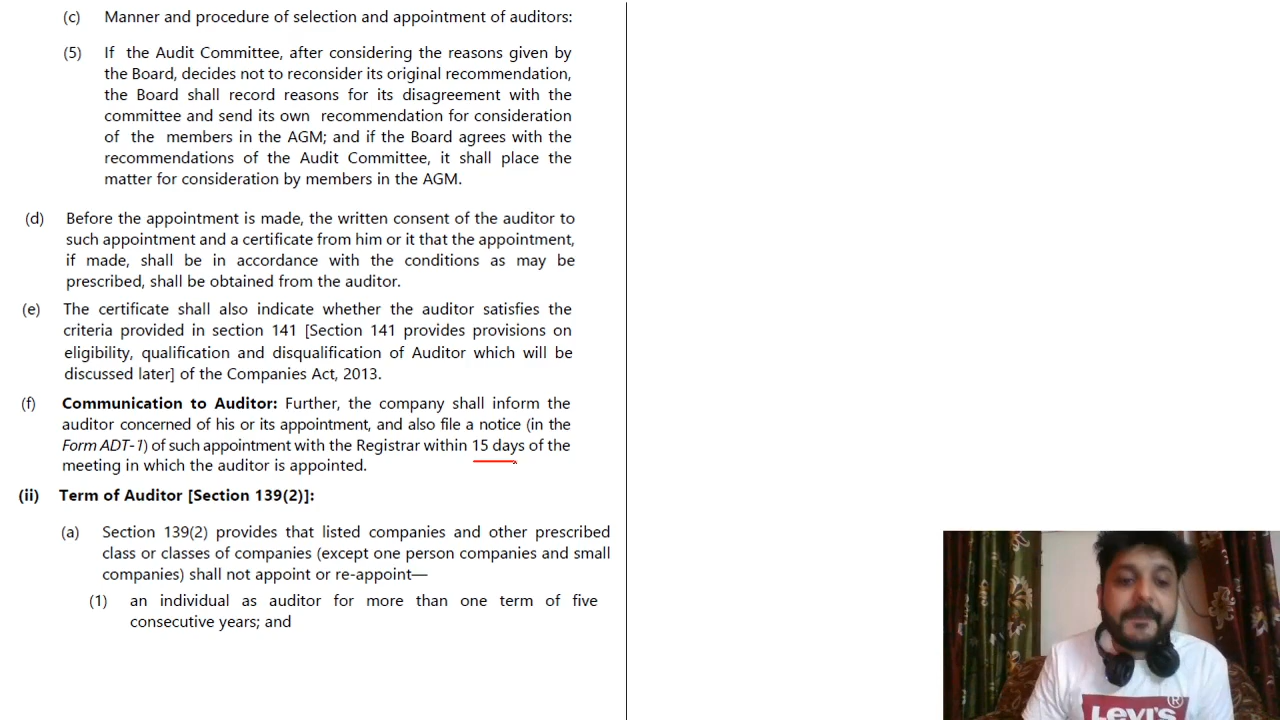 (c) Manner and procedure of selection and appointment of auditors:
(5) If the Audit Committee, after considering the reasons given by
the Board, decides not to reconsider its original recommendation,
the Board shall record reasons for its disagreement with the
committee and send its own recommendation for consideration
of the members in the AGM; and if the Board agrees with the
recommendations of the Audit Committee, it shall place the
matter for consideration by members in the AGM.
(d) Before the appointment is made, the written consent of the auditor to
such appointment and a certificate from him or it that the appointment,
if made, shall be in accordance with the conditions as may be
prescribed, shall be obtained from the auditor.
(e) The certificate shall also indicate whether the auditor satisfies the
criteria provided in section 141 [Section 141 provides provisions on
eligibility, qualification and disqualification of Auditor which will be
discussed later] of the Companies Act, 2013.
(f) Communication to Auditor: Further, the company shall inform the
auditor concerned of his or its appointment, and also file a notice (in the
Form ADT-1) of such appointment with the Registrar within 15 days of the
meeting in which the auditor is appointed.
(ii) Term of Auditor [Section 139(2)]:
(a) Section 139(2) provides that listed companies and other prescribed
class or classes of companies (except one person companies and small
companies) shall not appoint or re-appoint—
(1) an individual as auditor for more than one term of five
consecutive years; and
LEVI'S
®